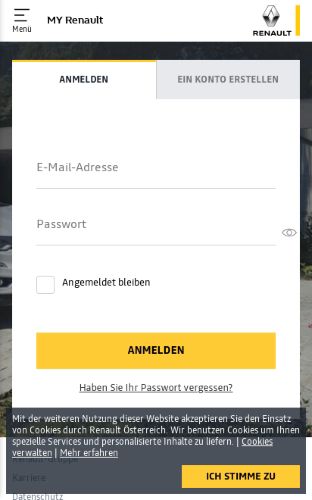 MY Renault
RENAULT
Menü
ANMELDEN
EIN KONTO ERSTELLEN
E-Mail-Adresse
Passwort
Angemeldet bleiben
ANMELDEN
Haben Sie Ihr Passwort vergessen?
Mit der weiteren Nutzung dieser Website akzeptieren Sie den Einsatz
von Cookies durch Renault Österreich. Wir benutzen Cookies um Ihnen
spezielle Services und personalisierte Inhalte zu liefern. | Cookies
verwalten | Mehr erfahren
Karriere
ICH STIMME ZU
Datenschutz